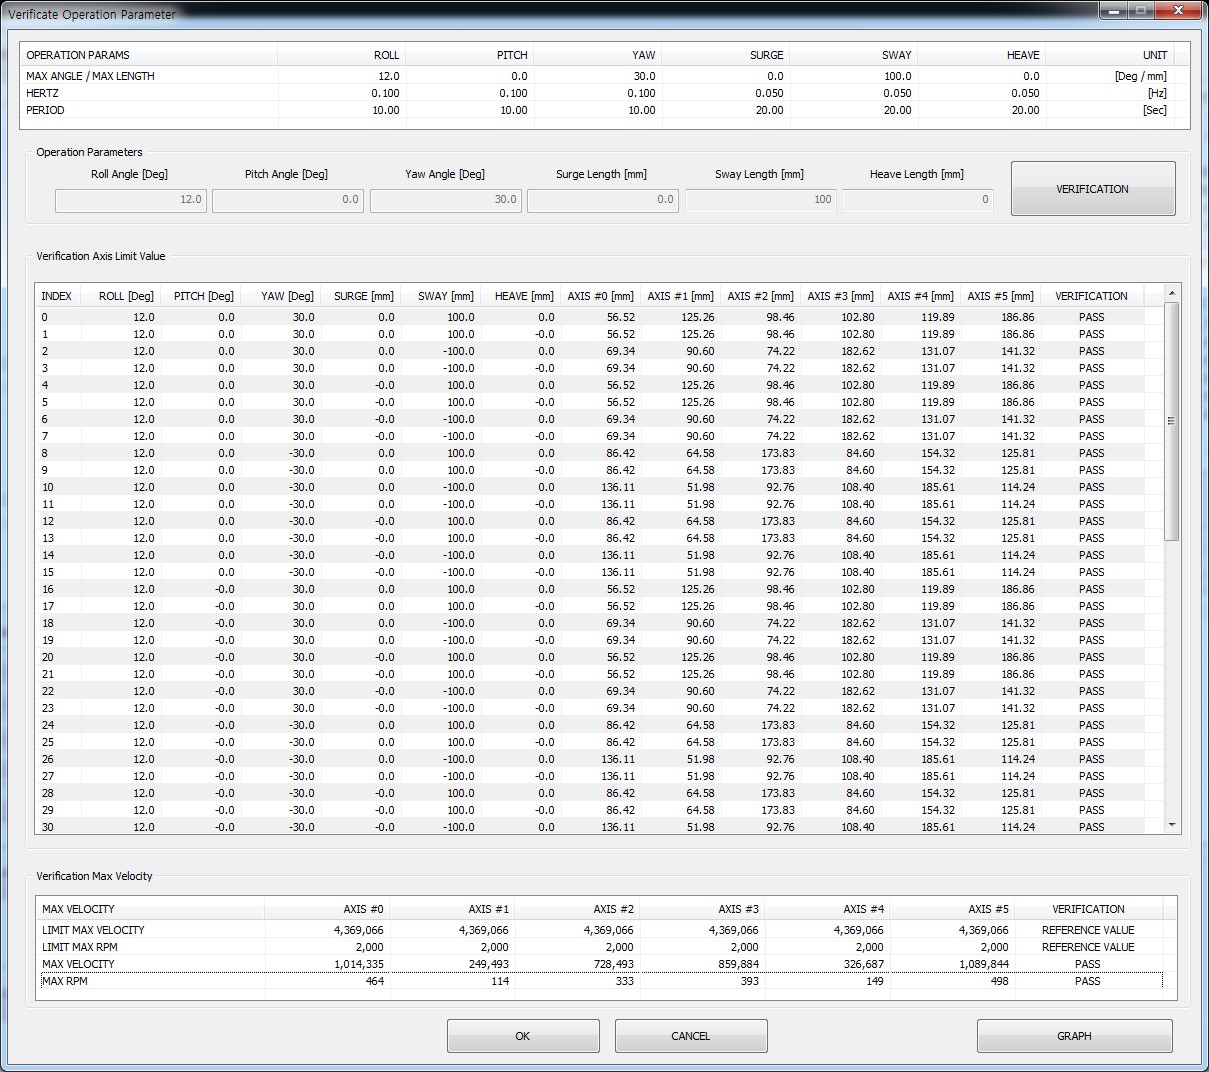 Verificate Operation Parameter
OPERATION PARAMS ROLL PITCH YAW SURGE SWAY HEAVE UNIT
MAX ANGLE / MAX LENGTH 12.0 0.0 30.0 0.0 100.0 0.0 [Deg / mm]
HERTZ 0.100 0.100 0.100 0.050 0.050 0.050 [Hz]
PERIOD 10.00 10.00 10.00 20.00 20.00 20.00 [Sec]
Operation Parameters
Roll Angle [Deg] Pitch Angle [Deg] Yaw Angle [Deg] Surge Length [mm] Sway Length [mm] Heave Length [mm]
12.0 0.0 30.0 0.0 100 0 VERIFICATION
Verification Axis Limit Value
INDEX ROLL [Deg] PITCH [Deg] YAW [Deg] SURGE [mm] SWAY [mm] HEAVE [mm] AXIS #0 [mm] AXIS #1 [mm] AXIS #2 [mm] AXIS #3 [mm] AXIS #4 [mm] AXIS #5 [mm] VERIFICATION
0 12.0 0.0 30.0 0.0 100.0 0.0 56.52 125.26 98.46 102.80 119.89 186.86 PASS
1 12.0 0.0 30.0 0.0 100.0 -0.0 56.52 125.26 98.46 102.80 119.89 186.86 PASS
2 12.0 0.0 30.0 0.0 -100.0 0.0 69.34 90.60 74.22 182.62 131.07 141.32 PASS
3 12.0 0.0 30.0 0.0 -100.0 -0.0 69.34 90.60 74.22 182.62 131.07 141.32 PASS
4 12.0 0.0 30.0 -0.0 100.0 0.0 56.52 125.26 98.46 102.80 119.89 186.86 PASS
5 12.0 0.0 30.0 -0.0 100.0 -0.0 56.52 125.26 98.46 102.80 119.89 186.86 PASS
6 12.0 0.0 30.0 -0.0 -100.0 0.0 69.34 90.60 74.22 182.62 131.07 141.32 PASS
7 12.0 0.0 30.0 -0.0 -100.0 -0.0 69.34 90.60 74.22 182.62 131.07 141.32 PASS
8 12.0 0.0 -30.0 0.0 100.0 0.0 86.42 64.58 173.83 84.60 154.32 125.81 PASS
9 12.0 0.0 -30.0 0.0 100.0 -0.0 86.42 64.58 173.83 84.60 154.32 125.81 PASS
10 12.0 0.0 -30.0 0.0 -100.0 0.0 136.11 51.98 92.76 108.40 185.61 114.24 PASS
11 12.0 0.0 -30.0 0.0 -100.0 -0.0 136.11 51.98 92.76 108.40 185.61 114.24 PASS
12 12.0 0.0 -30.0 -0.0 100.0 0.0 86.42 64.58 173.83 84.60 154.32 125.81 PASS
13 12.0 0.0 -30.0 -0.0 100.0 -0.0 86.42 64.58 173.83 84.60 154.32 125.81 PASS
14 12.0 0.0 -30.0 -0.0 -100.0 0.0 136.11 51.98 92.76 108.40 185.61 114.24 PASS
15 12.0 0.0 -30.0 -0.0 -100.0 -0.0 136.11 51.98 92.76 108.40 185.61 114.24 PASS
16 12.0 -0.0 30.0 0.0 100.0 0.0 56.52 125.26 98.46 102.80 119.89 186.86 PASS
17 12.0 -0.0 30.0 0.0 100.0 -0.0 56.52 125.26 98.46 102.80 119.89 186.86 PASS
18 12.0 -0.0 30.0 0.0 -100.0 0.0 69.34 90.60 74.22 182.62 131.07 141.32 PASS
19 12.0 -0.0 30.0 0.0 -100.0 -0.0 69.34 90.60 74.22 182.62 131.07 141.32 PASS
20 12.0 -0.0 30.0 -0.0 100.0 0.0 56.52 125.26 98.46 102.80 119.89 186.86 PASS
21 12.0 -0.0 30.0 -0.0 100.0 -0.0 56.52 125.26 98.46 102.80 119.89 186.86 PASS
22 12.0 -0.0 30.0 -0.0 -100.0 0.0 69.34 90.60 74.22 182.62 131.07 141.32 PASS
23 12.0 -0.0 30.0 -0.0 -100.0 -0.0 69.34 90.60 74.22 182.62 131.07 141.32 PASS
24 12.0 -0.0 -30.0 0.0 100.0 0.0 86.42 64.58 173.83 84.60 154.32 125.81 PASS
25 12.0 -0.0 -30.0 0.0 100.0 -0.0 86.42 64.58 173.83 84.60 154.32 125.81 PASS
26 12.0 -0.0 -30.0 0.0 -100.0 0.0 136.11 51.98 92.76 108.40 185.61 114.24 PASS
27 12.0 -0.0 -30.0 0.0 -100.0 -0.0 136.11 51.98 92.76 108.40 185.61 114.24 PASS
28 12.0 -0.0 -30.0 -0.0 100.0 0.0 86.42 64.58 173.83 84.60 154.32 125.81 PASS
29 12.0 -0.0 -30.0 -0.0 100.0 -0.0 86.42 64.58 173.83 84.60 154.32 125.81 PASS
30 12.0 -0.0 -30.0 -0.0 -100.0 0.0 136.11 51.98 92.76 108.40 185.61 114.24 PASS
Verification Max Velocity
MAX VELOCITY AXIS #0 AXIS #1 AXIS #2 AXIS #3 AXIS #4 AXIS #5 VERIFICATION
LIMIT MAX VELOCITY 4,369,066 4,369,066 4,369,066 4,369,066 4,369,066 4,369,066 REFERENCE VALUE
LIMIT MAX RPM 2,000 2,000 2,000 2,000 2,000 2,000 REFERENCE VALUE
MAX VELOCITY 1,014,335 249,493 728,493 859,884 326,687 1,089,844 PASS
MAX RPM 464 114 333 393 149 498 PASS
OK CANCEL GRAPH